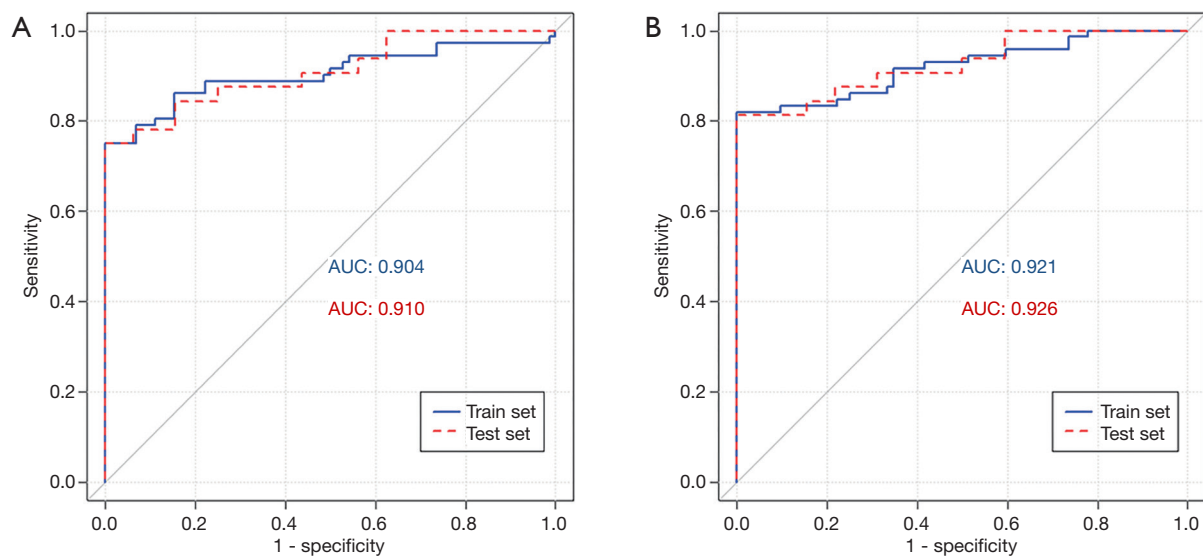 A
1.0
0.8
0.6
0.4
0.2
0.0
Sensitivity
AUC: 0.904
AUC: 0.910
Train set
Test set
0.0 0.2 0.4 0.6 0.8 1.0
1 - specificity
B
1.0
0.8
0.6
0.4
0.2
0.0
Sensitivity
AUC: 0.921
AUC: 0.926
Train set
Test set
0.0 0.2 0.4 0.6 0.8 1.0
1 - specificity